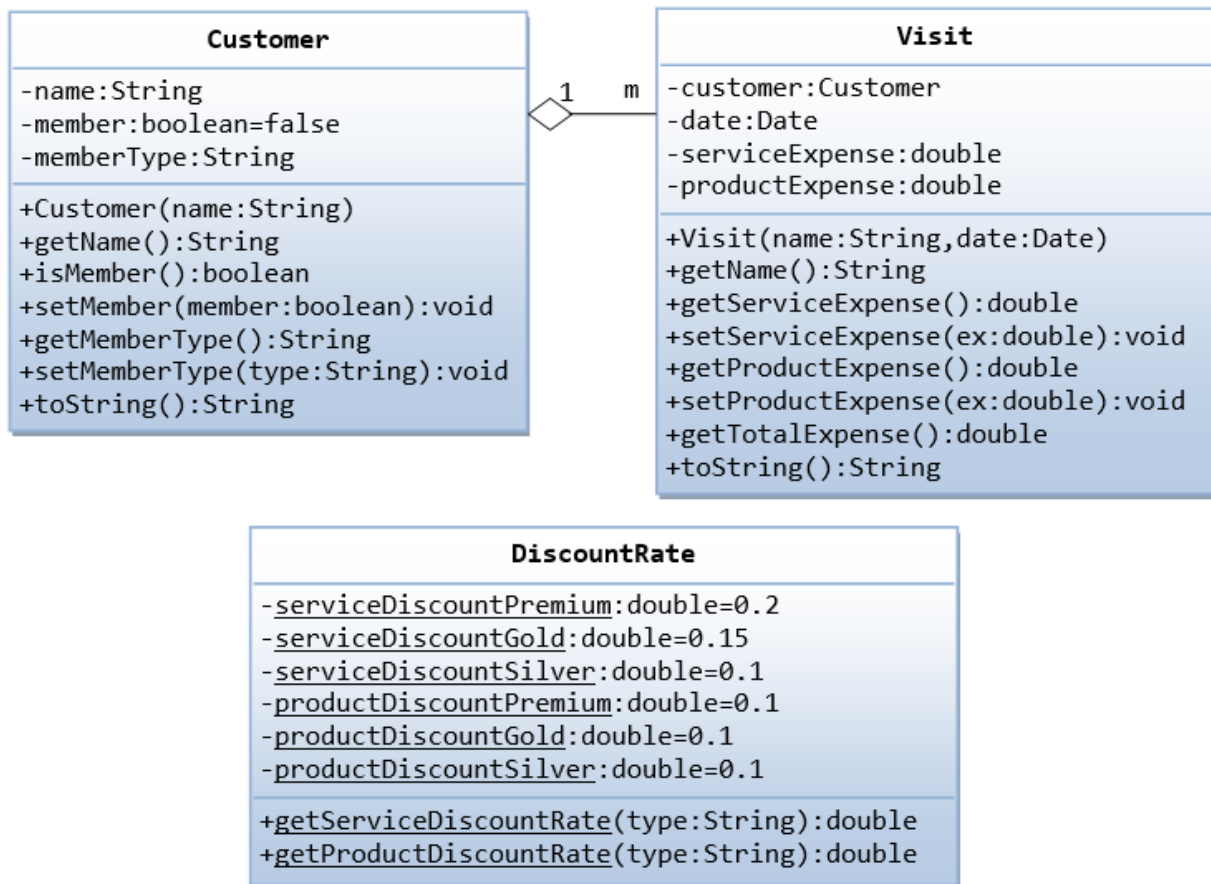 Customer
-name:String
-member:boolean=false
-memberType:String
+Customer(name:String)
+getName():String
+isMember():boolean
+setMember(member:boolean):void
+getMemberType():String
+setMemberType(type:String):void
+toString():String
1 m
Visit
-customer:Customer
-date:Date
-serviceExpense:double
-productExpense:double
+Visit(name:String,date:Date)
+getName():String
+getServiceExpense():double
+setServiceExpense(ex:double):void
+getProductExpense():double
+setProductExpense(ex:double):void
+getTotalExpense():double
+toString():String
DiscountRate
-serviceDiscountPremium:double=0.2
-serviceDiscountGold:double=0.15
-serviceDiscountSilver:double=0.1
-productDiscountPremium:double=0.1
-productDiscountGold:double=0.1
-productDiscountSilver:double=0.1
+getServiceDiscountRate(type:String):double
+getProductDiscountRate(type:String):double